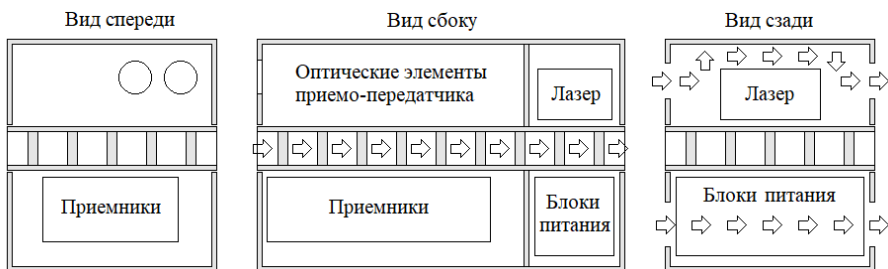 Вид спереди
Вид сбоку
Вид сзади
Оптические элементы
приемо-передатчика
Лазер
Лазер
Приемники
Приемники
Блоки
питания
Блоки питания